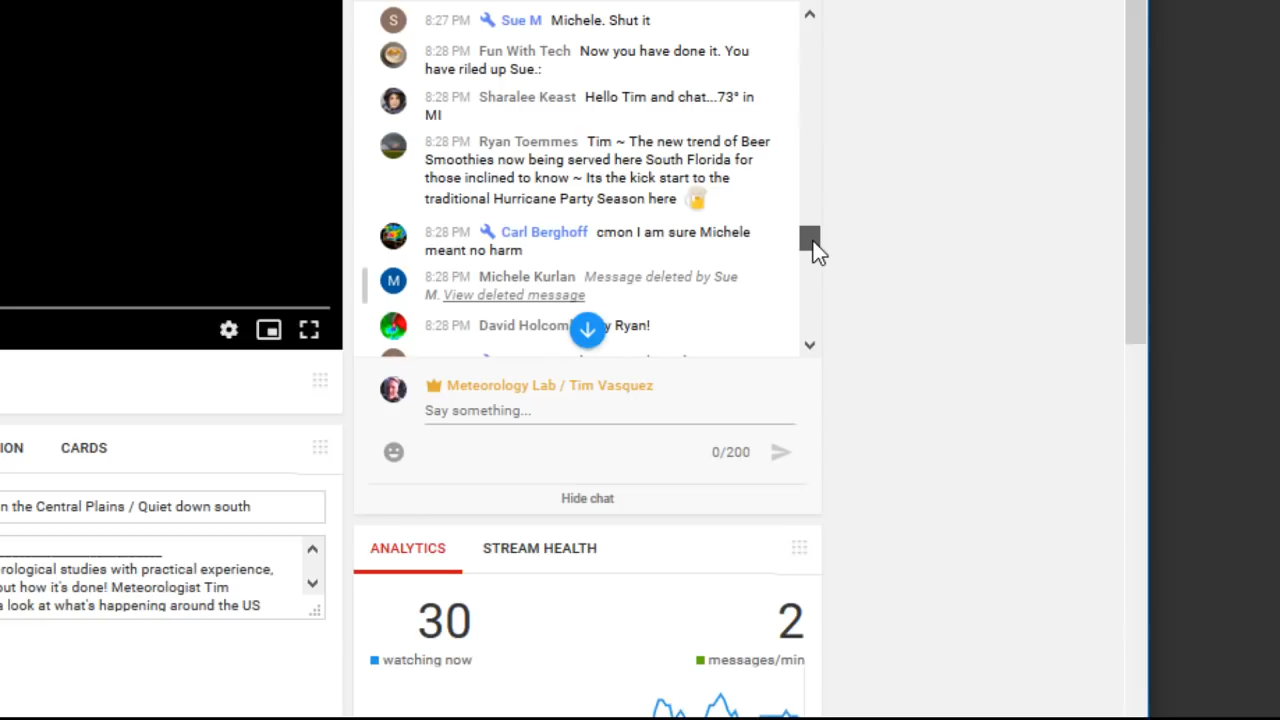 S 8:27 PM Sue M Michele. Shut it
8:28 PM Fun With Tech Now you have done it. You
have riled up Sue.:
8:28 PM Sharalee Keast Hello Tim and chat...73° in
MI
8:28 PM Ryan Toemmes Tim ~ The new trend of Beer
Smoothies now being served here South Florida for
those inclined to know ~ Its the kick start to the
traditional Hurricane Party Season here
8:28 PM Carl Berghoff cmon I am sure Michele
meant no harm
M 8:28 PM Michele Kurlan Message deleted by Sue
M. View deleted message
8:28 PM David Holcom y Ryan!
Meteorology Lab / Tim Vasquez
Say something...
0/200
Hide chat
ION CARDS
n the Central Plains / Quiet down south
rological studies with practical experience,
out how it's done! Meteorologist Tim
a look at what's happening around the US
ANALYTICS STREAM HEALTH
30 2
watching now messages/min